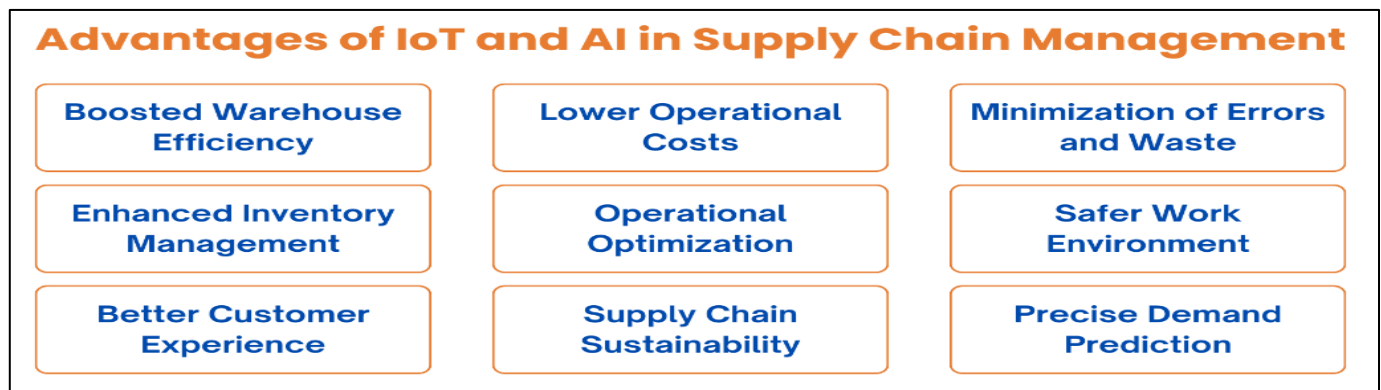 Advantages of IoT and AI in Supply Chain Management
Boosted Warehouse
Efficiency
Lower Operational
Costs
Minimization of Errors
and Waste
Enhanced Inventory
Management
Operational
Optimization
Safer Work
Environment
Better Customer
Experience
Supply Chain
Sustainability
Precise Demand
Prediction